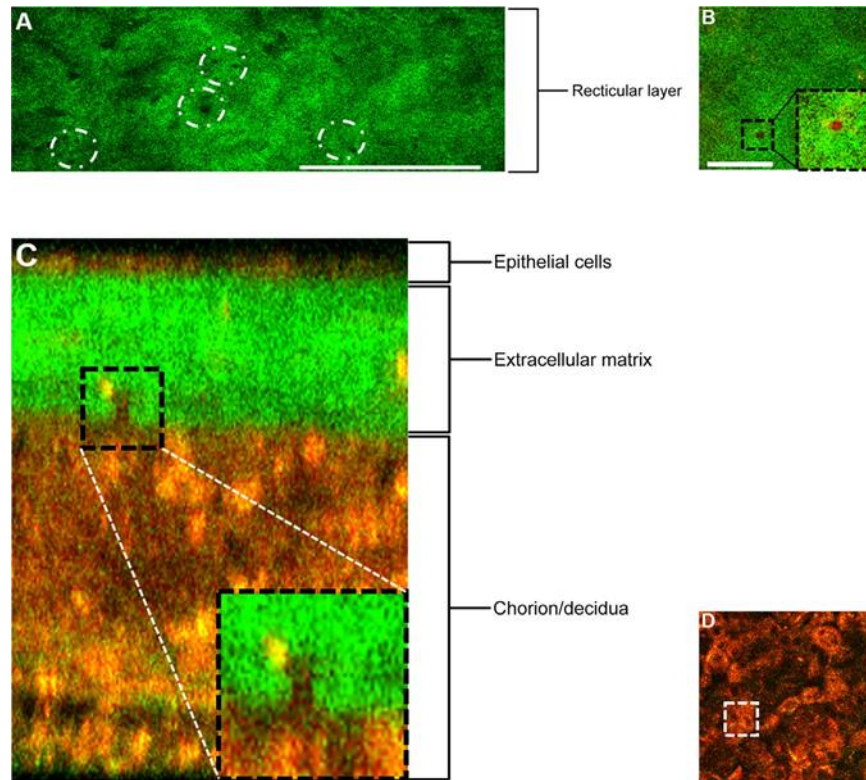 A
Recticular layer
B
C
Epithelial cells
Extracellular matrix
Chorion/decidua
D